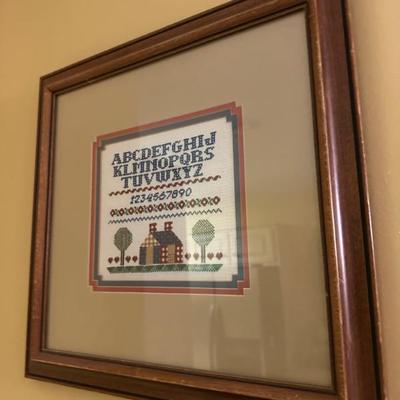 ABCDEFGHIJ
KLMNOPQRS
TUVWXYZ
1234567890